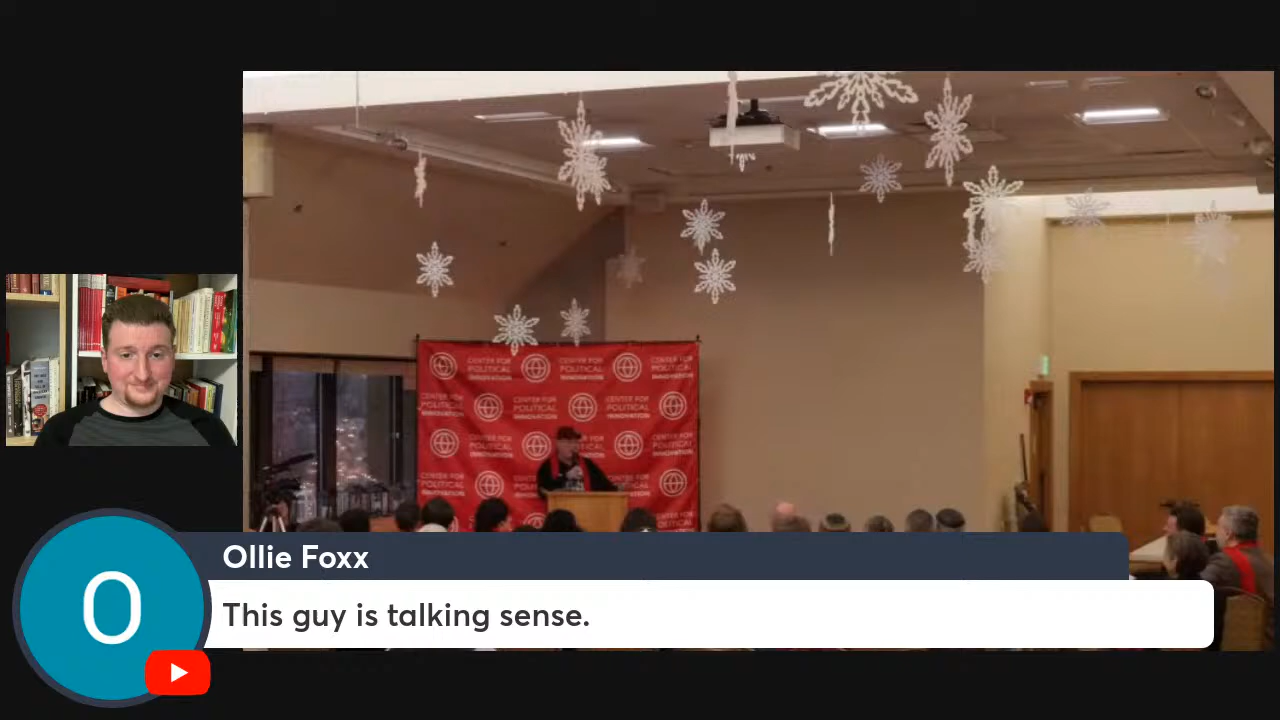 CENTER FOR
POLITICAL
INNOVATION
Ollie Foxx
O
This guy is talking sense.